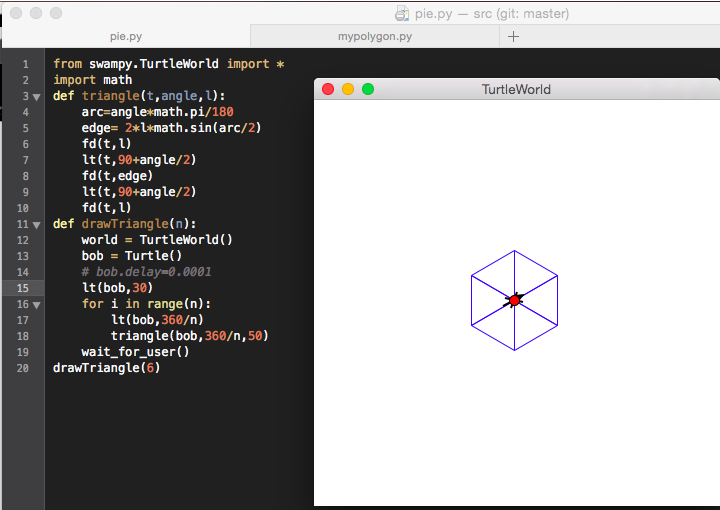 pie.py — src (git: master)
pie.py
mypolygon.py
1 from swampy.TurtleWorld import *
2 import math
3 def triangle(t,angle,l):
4     arc=angle*math.pi/180
5     edge= 2*l*math.sin(arc/2)
6     fd(t,l)
7     lt(t,90+angle/2)
8     fd(t,edge)
9     lt(t,90+angle/2)
10     fd(t,l)
11 def drawTriangle(n):
12     world = TurtleWorld()
13     bob = Turtle()
14     # bob.delay=0.0001
15     lt(bob,30)
16     for i in range(n):
17         lt(bob,360/n)
18         triangle(bob,360/n,50)
19     wait_for_user()
20 drawTriangle(6)
TurtleWorld